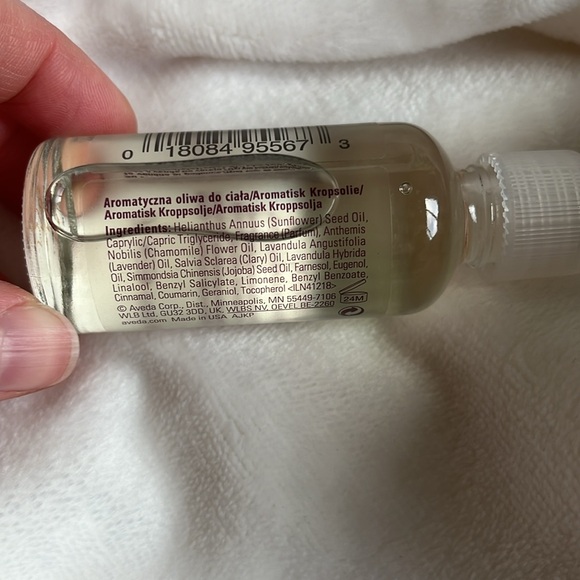 0 18084 95567 3
Aromatyczna oliwa do ciała/Aromatisk Kropsolie/
Aromatisk Kroppsolje/Aromatisk Kroppsolja
Ingredients: Helianthus Annuus (Sunflower) Seed Oil,
Caprylic/Capric Triglyceride, Fragrance (Parfum), Anthemis
Nobilis (Chamomile) Flower Oil, Lavandula Angustifolia
(Lavender) Oil, Salvia Sclarea (Clary) Oil, Lavandula Hybrida
Oil, Simmondsia Chinensis (Jojoba) Seed Oil, Farnesol, Eugenol,
Linalool, Benzyl Salicylate, Limonene, Benzyl Benzoate,
Cinnamal, Coumarin, Geraniol, Tocopherol <ILN41218>
© Aveda Corp., Dist., Minneapolis, MN 55449-7106
WLB Ltd, GU32 3DD, UK. WLBS NV, OEVEL BE-2260
aveda.com Made in USA AJKP
24M